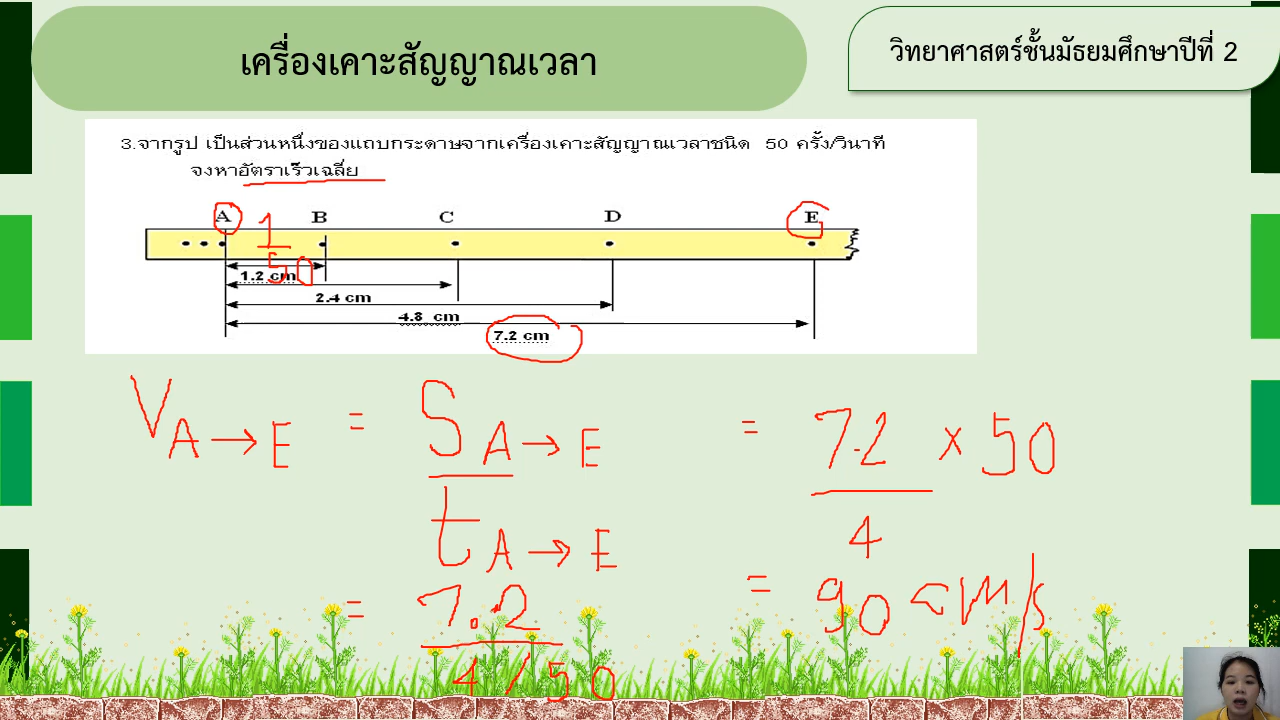 เครื่องเคาะสัญญาณเวลา
วิทยาศาสตร์ชั้นมัธยมศึกษาปีที่ 2
3.จากรูป เป็นส่วนหนึ่งของแถบกระดาษจากเครื่องเคาะสัญญาณเวลาชนิด 50 ครั้ง/วินาที
จงหาอัตราเร็วเฉลี่ย
A B C D E
1
50
1.2 cm
2.4 cm
4.8 cm
7.2 cm
V A → E = S A → E = 7.2 × 50
t A → E 4
= 7.2 = 90 cm/s
4 / 50